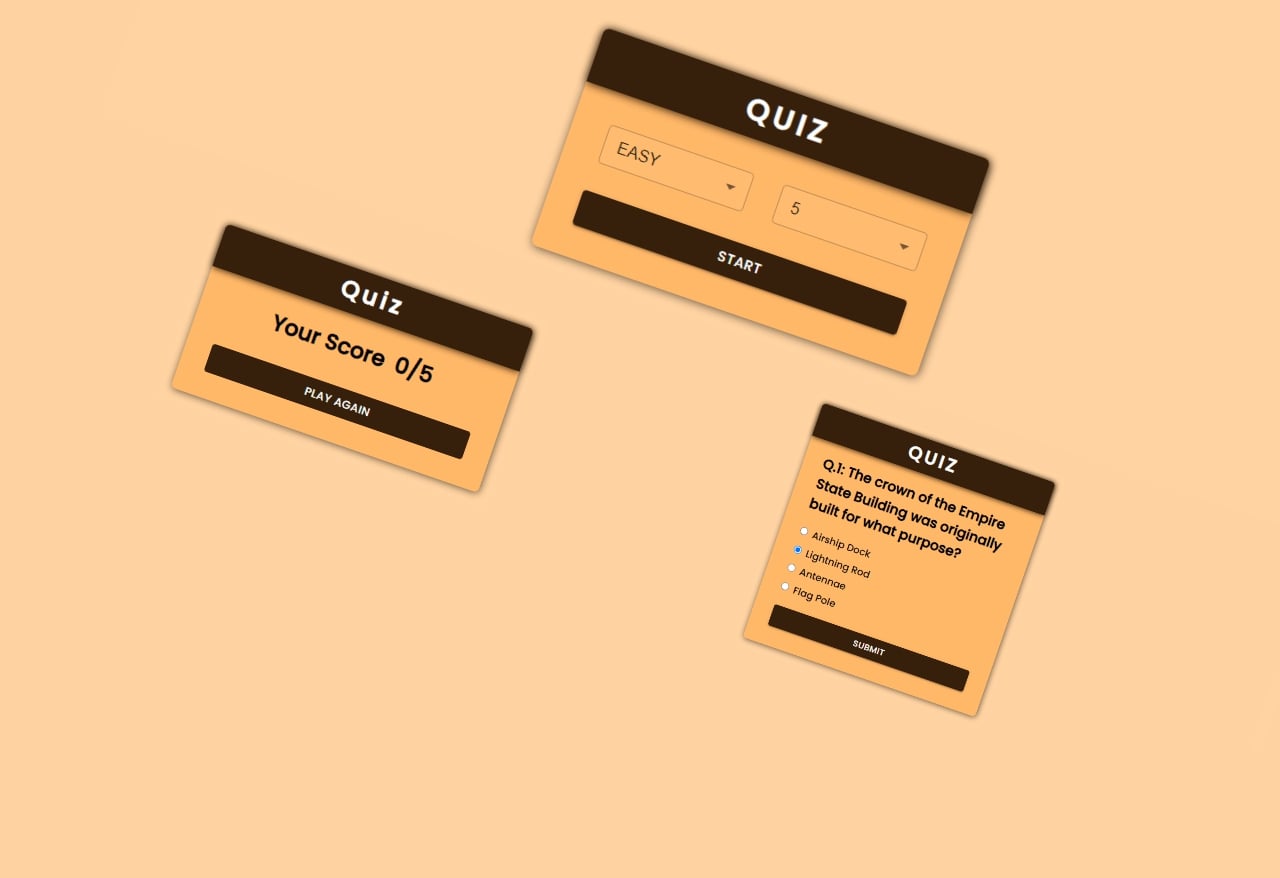 QUIZ
EASY
5
START
Quiz
Your Score 0/5
PLAY AGAIN
QUIZ
Q.1: The crown of the Empire
State Building was originally
built for what purpose?
Airship Dock
Lightning Rod
Antennae
Flag Pole
SUBMIT